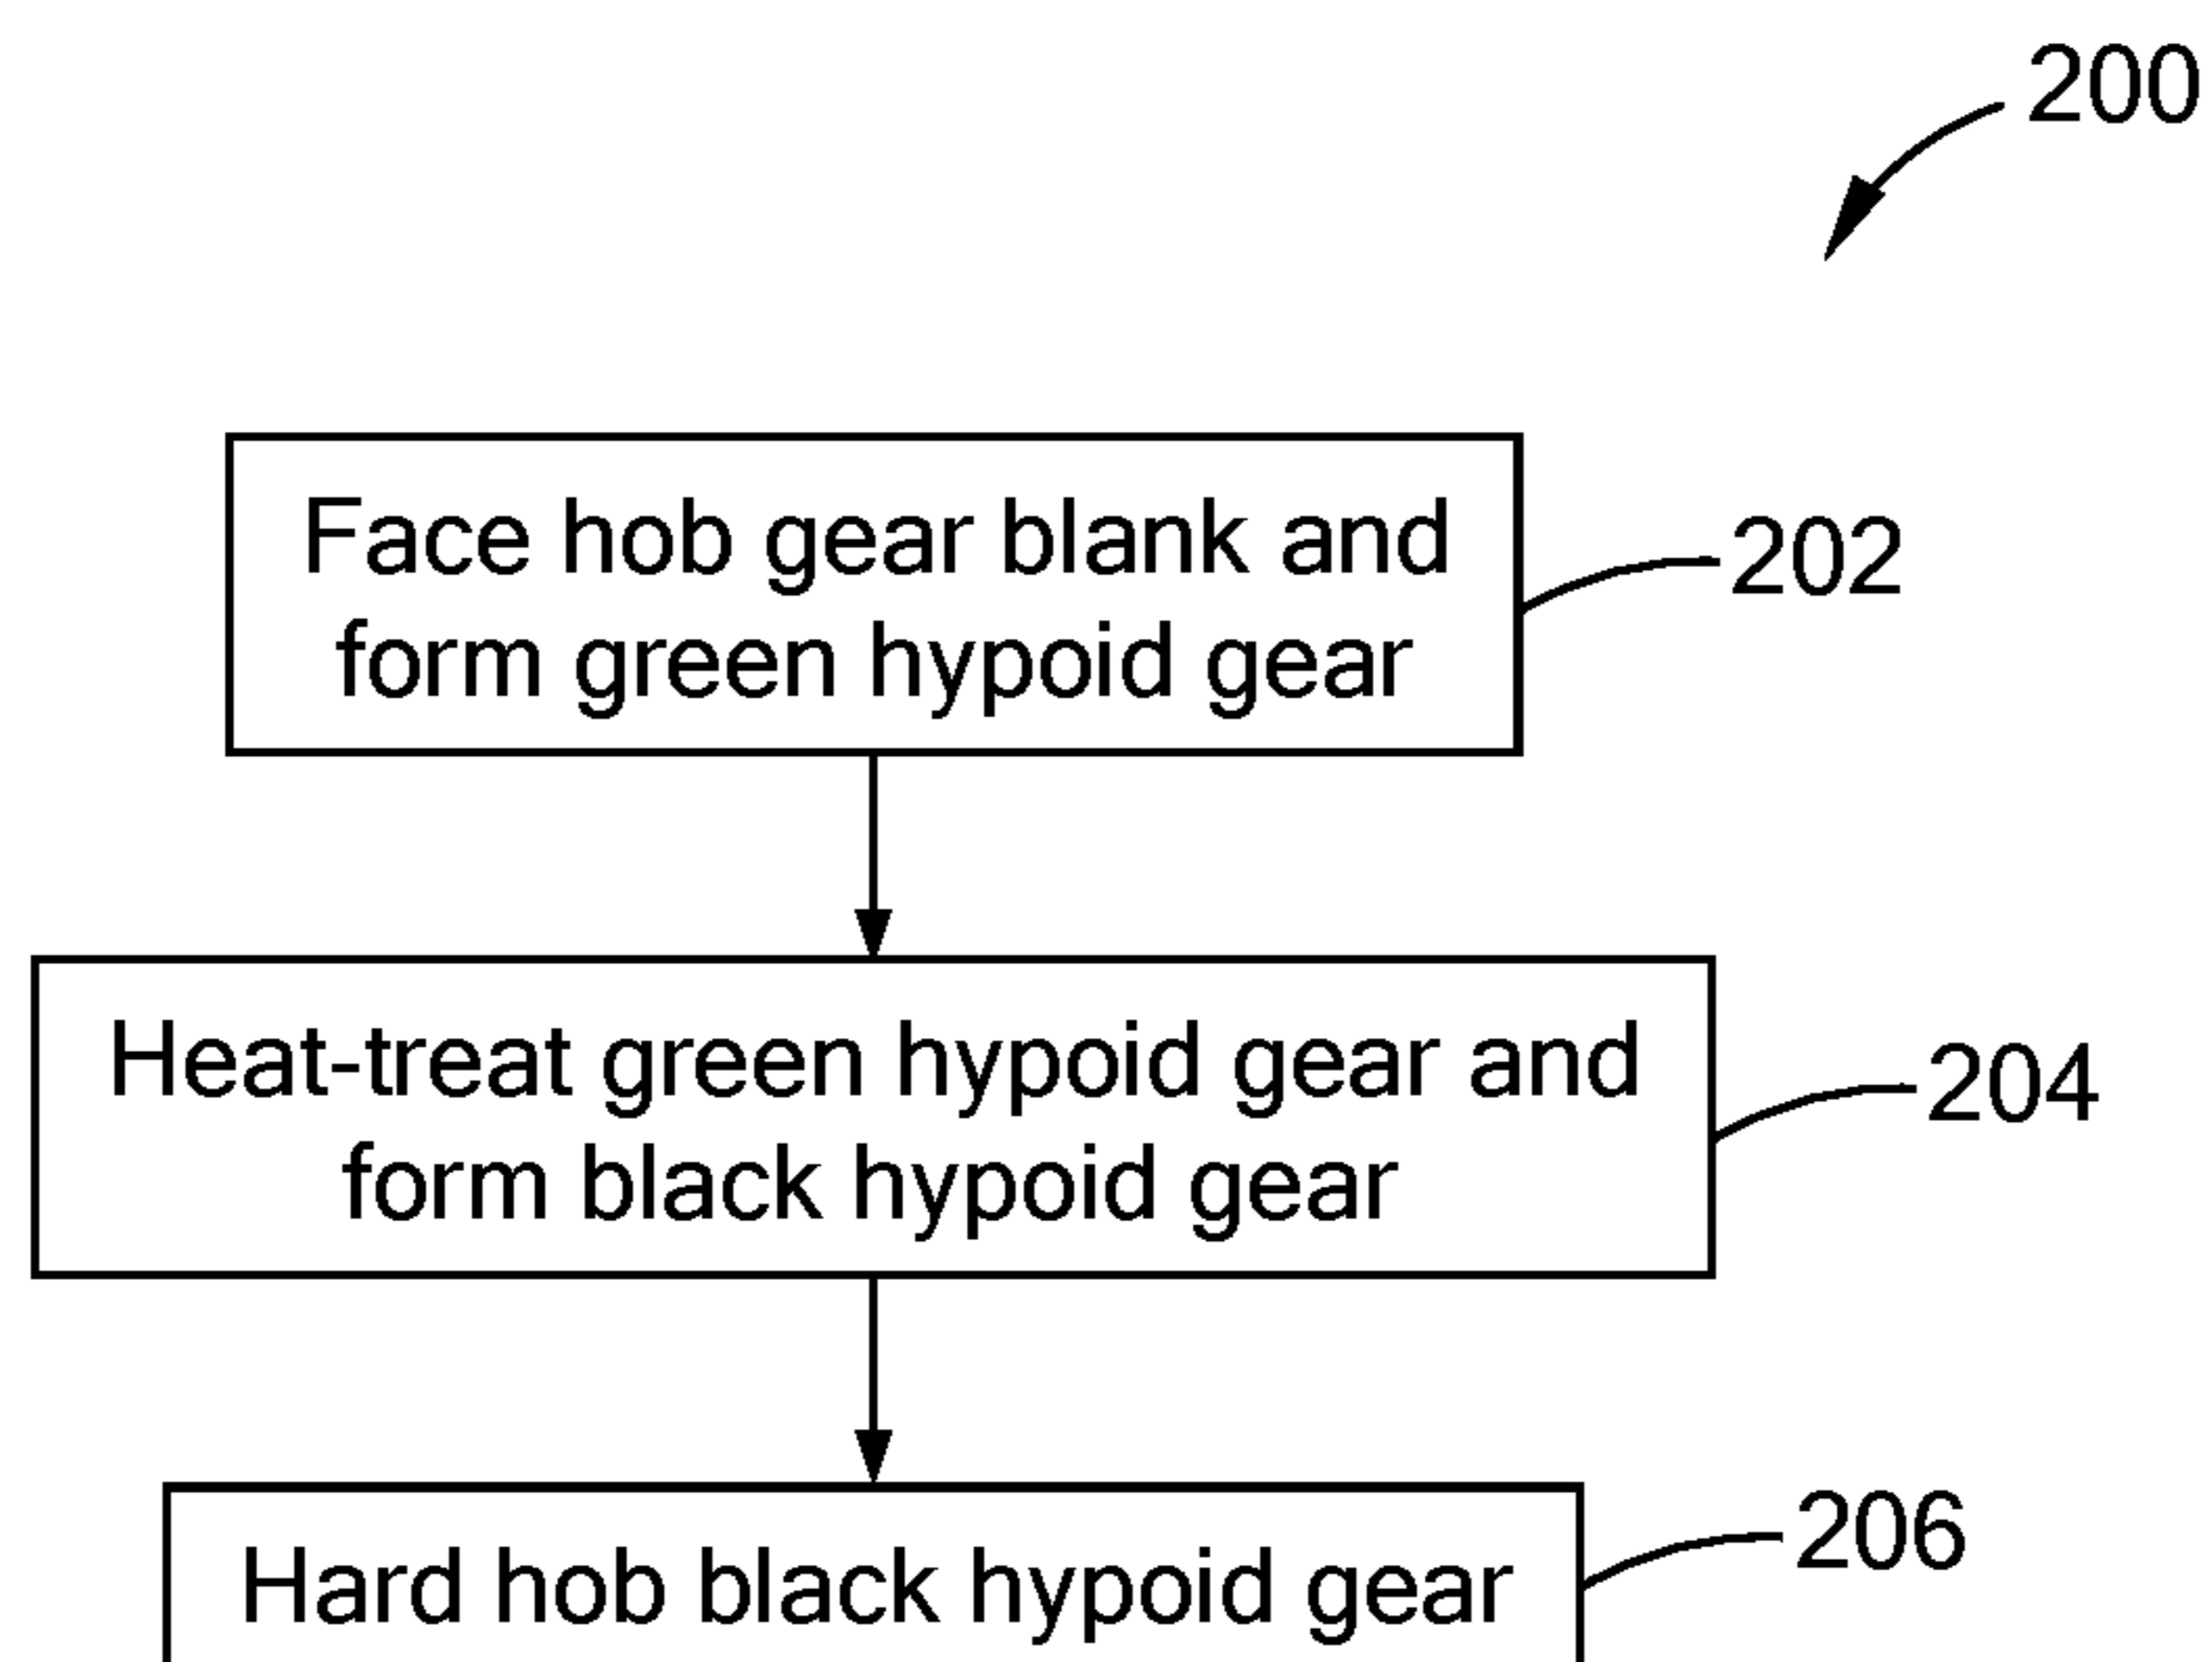 200
Face hob gear blank and
form green hypoid gear
202
Heat-treat green hypoid gear and
form black hypoid gear
204
Hard hob black hypoid gear
206